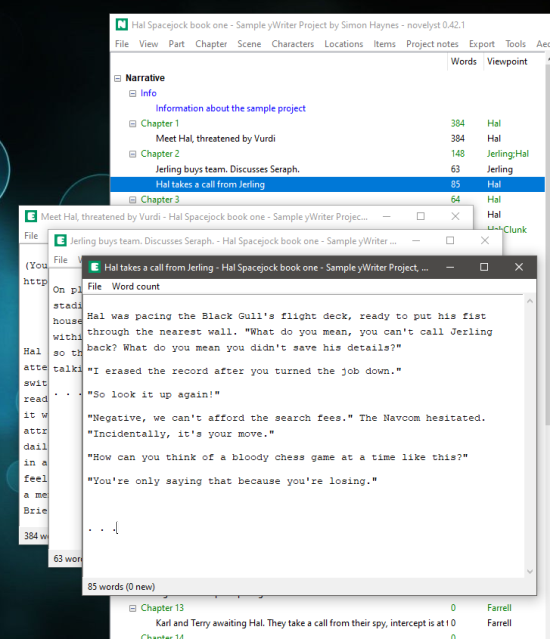 Hal Spacejock book one - Sample yWriter Project by Simon Haynes - novelyst 0.42.1
File View Part Chapter Scene Characters Locations Items Project notes Export Tools Aeo
Words Viewpoint
Narrative
Info
Information about the sample project
Chapter 1 384 Hal
Meet Hal, threatened by Vurdi 384 Hal
Chapter 2 148 Jerling;Hal
Jerling buys team. Discusses Seraph. 63 Jerling
Hal takes a call from Jerling 85 Hal
Chapter 3 64 Hal
Hal
Meet Hal, threatened by Vurdi - Hal Spacejock book one - Sample yWriter Projec...
File
(You
http
Hal
atte
swit
read
it w
attr
dail
in a
feel
a me
Brie
384 w
Jerling buys team. Discusses Seraph. - Hal Spacejock book one - Sample yWriter ...
File W
On pl
stadi
house
withi
so th
talki
. . .
63 wor
Hal takes a call from Jerling - Hal Spacejock book one - Sample yWriter Project, ...
File Word count
Hal was pacing the Black Gull's flight deck, ready to put his fist
through the nearest wall. "What do you mean, you can't call Jerling
back? What do you mean you didn't save his details?"
"I erased the record after you turned the job down."
"So look it up again!"
"Negative, we can't afford the search fees." The Navcom hesitated.
"Incidentally, it's your move."
"How can you think of a bloody chess game at a time like this?"
"You're only saying that because you're losing."
. . .
85 words (0 new)
Chapter 13 0 Farrell
Karl and Terry awaiting Hal. They take a call from their spy, intercept is at t 0 Farrell
Chapter 14